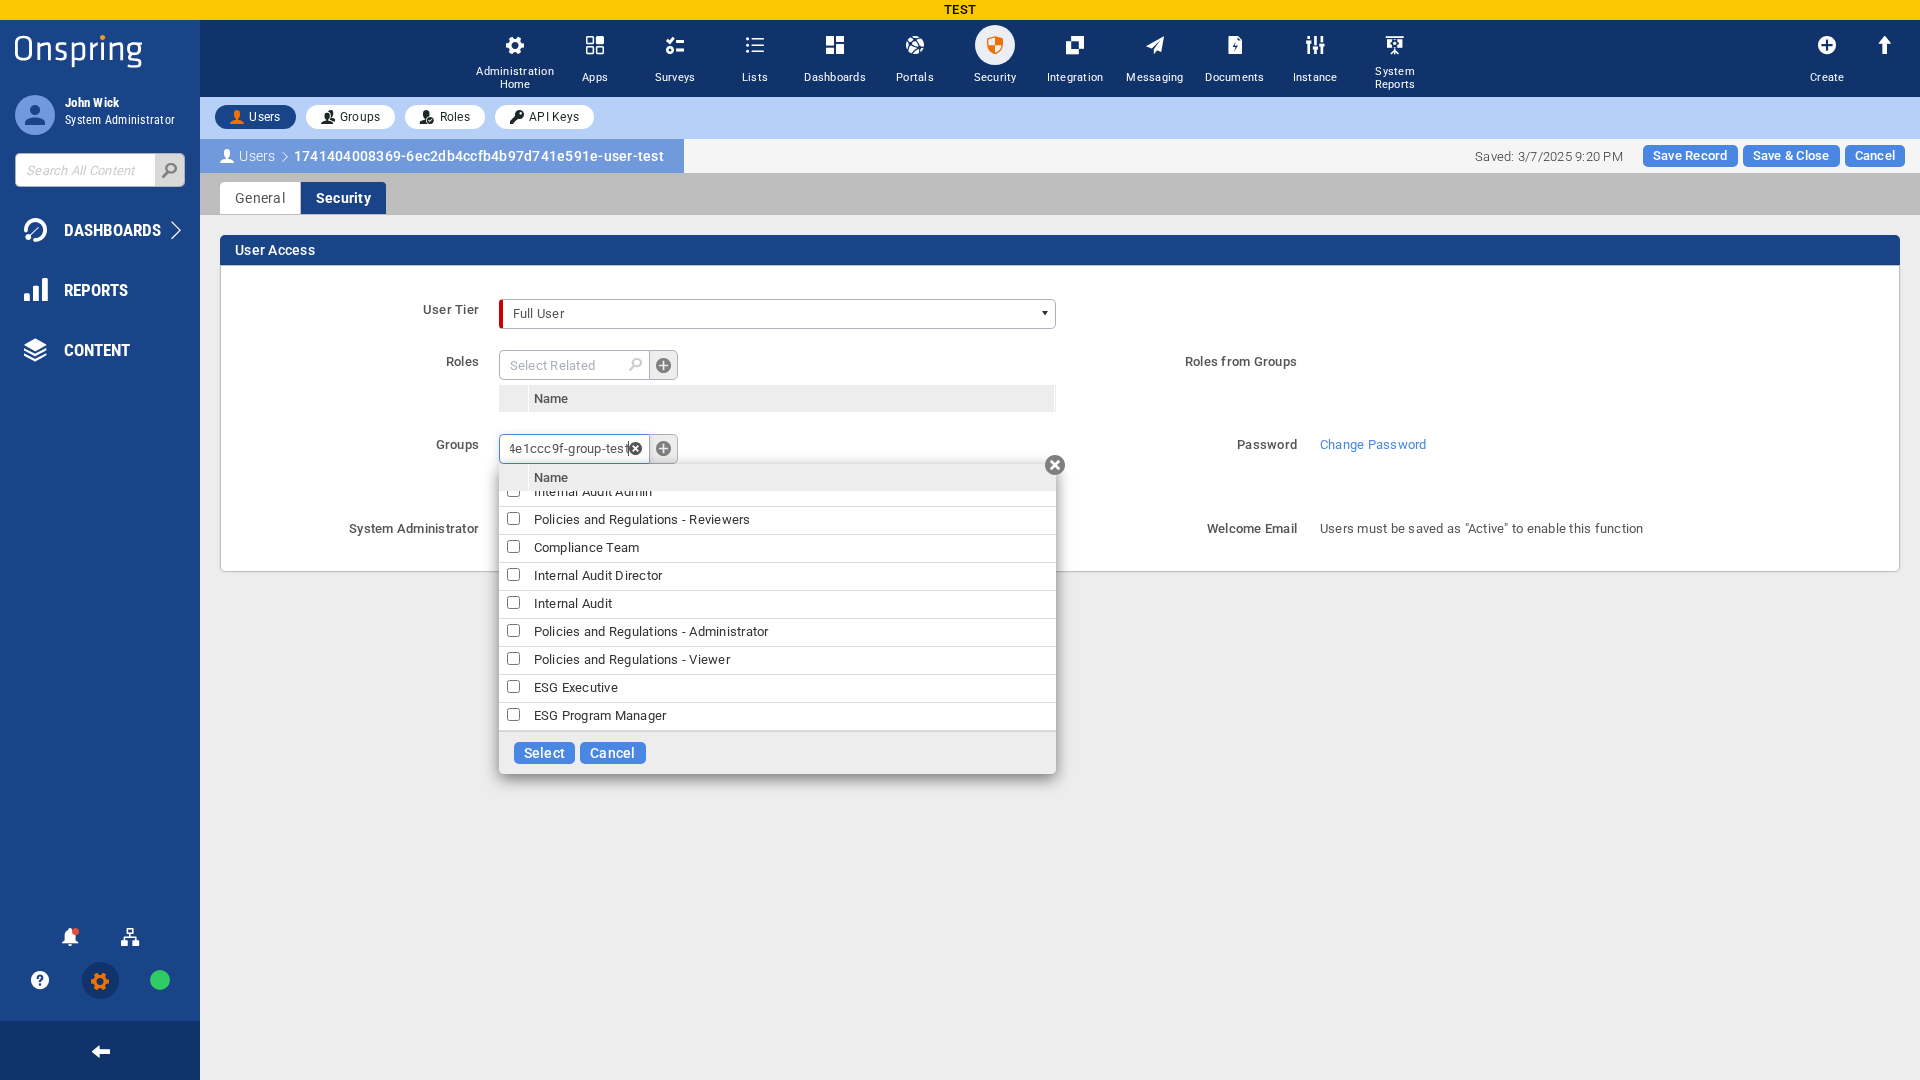 TEST
Onspring
Administration Home
Apps
Surveys
Lists
Dashboards
Portals
Security
Integration
Messaging
Documents
Instance
System Reports
Create
John Wick
System Administrator
Search All Content
DASHBOARDS
REPORTS
CONTENT
Users
Groups
Roles
API Keys
Users
1741404008369-6ec2db4ccfb4b97d741e591e-user-test
Saved: 3/7/2025 9:20 PM
Save Record
Save & Close
Cancel
General
Security
User Access
User Tier
Full User
Roles
Select Related
Name
Roles from Groups
Groups
4e1ccc9f-group-test
Password
Change Password
Name
Internal Audit Admin
Policies and Regulations - Reviewers
Compliance Team
Internal Audit Director
Internal Audit
Policies and Regulations - Administrator
Policies and Regulations - Viewer
ESG Executive
ESG Program Manager
Select
Cancel
System Administrator
Welcome Email
Users must be saved as "Active" to enable this function